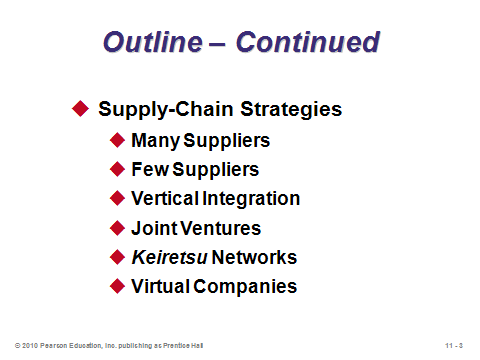 Outline – Continued
Supply-Chain Strategies
Many Suppliers
Few Suppliers
Vertical Integration
Joint Ventures
Keiretsu Networks
Virtual Companies
© 2010 Pearson Education, Inc. publishing as Prentice Hall
11 - 3